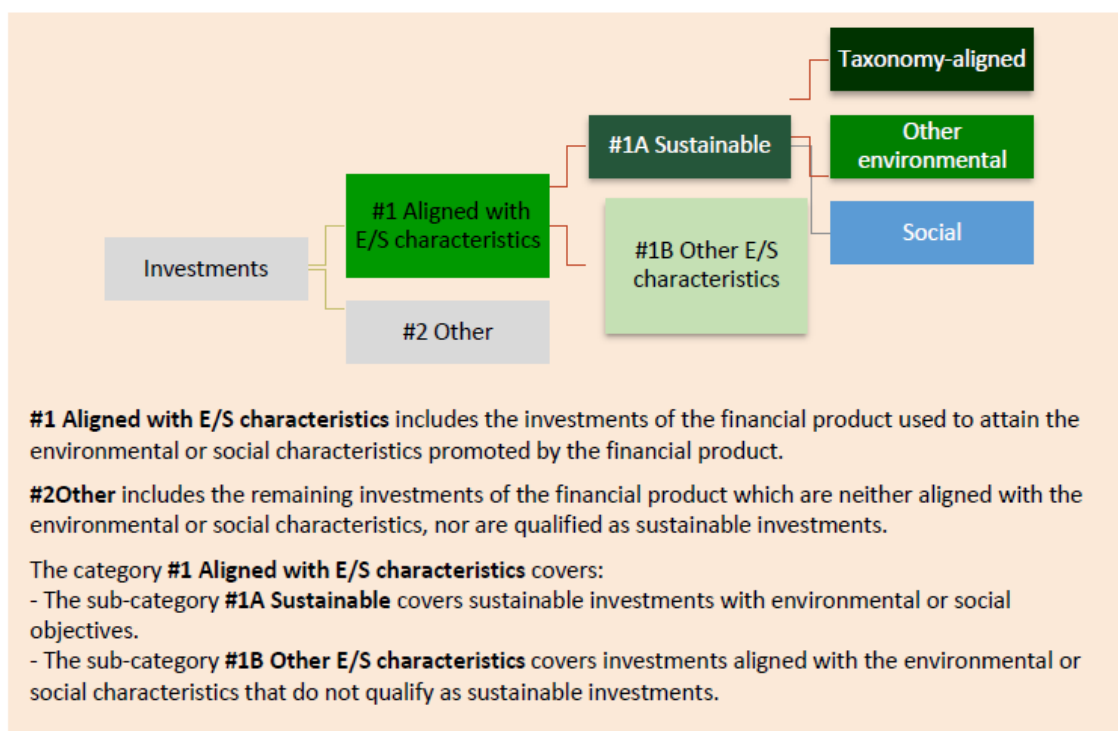 Taxonomy-aligned
#1A Sustainable
Other
environmental
#1 Aligned with
E/S characteristics
#1B Other E/S
characteristics
Social
Investments
#2 Other
#1 Aligned with E/S characteristics includes the investments of the financial product used to attain the
environmental or social characteristics promoted by the financial product.
#2Other includes the remaining investments of the financial product which are neither aligned with the
environmental or social characteristics, nor are qualified as sustainable investments.
The category #1 Aligned with E/S characteristics covers:
- The sub-category #1A Sustainable covers sustainable investments with environmental or social
objectives.
- The sub-category #1B Other E/S characteristics covers investments aligned with the environmental or
social characteristics that do not qualify as sustainable investments.